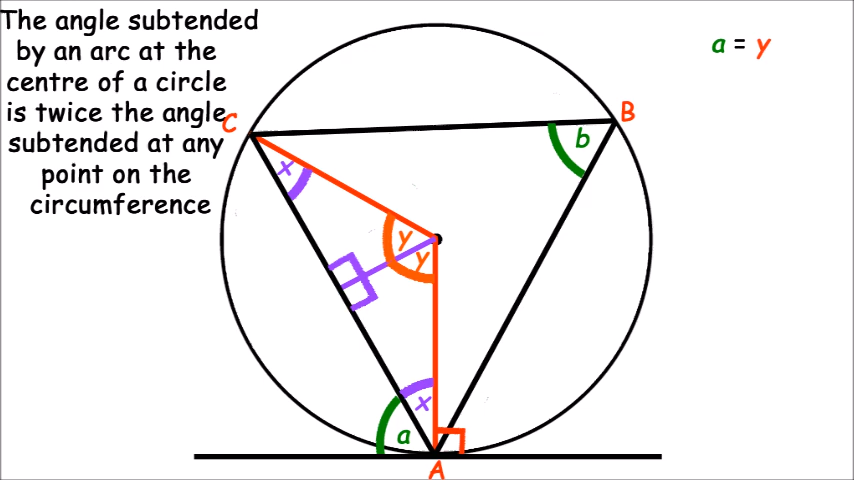 The angle subtended
by an arc at the
centre of a circle
is twice the angle
subtended at any
point on the
circumference
a = y
C
B
b
x
y
y
x
a
A